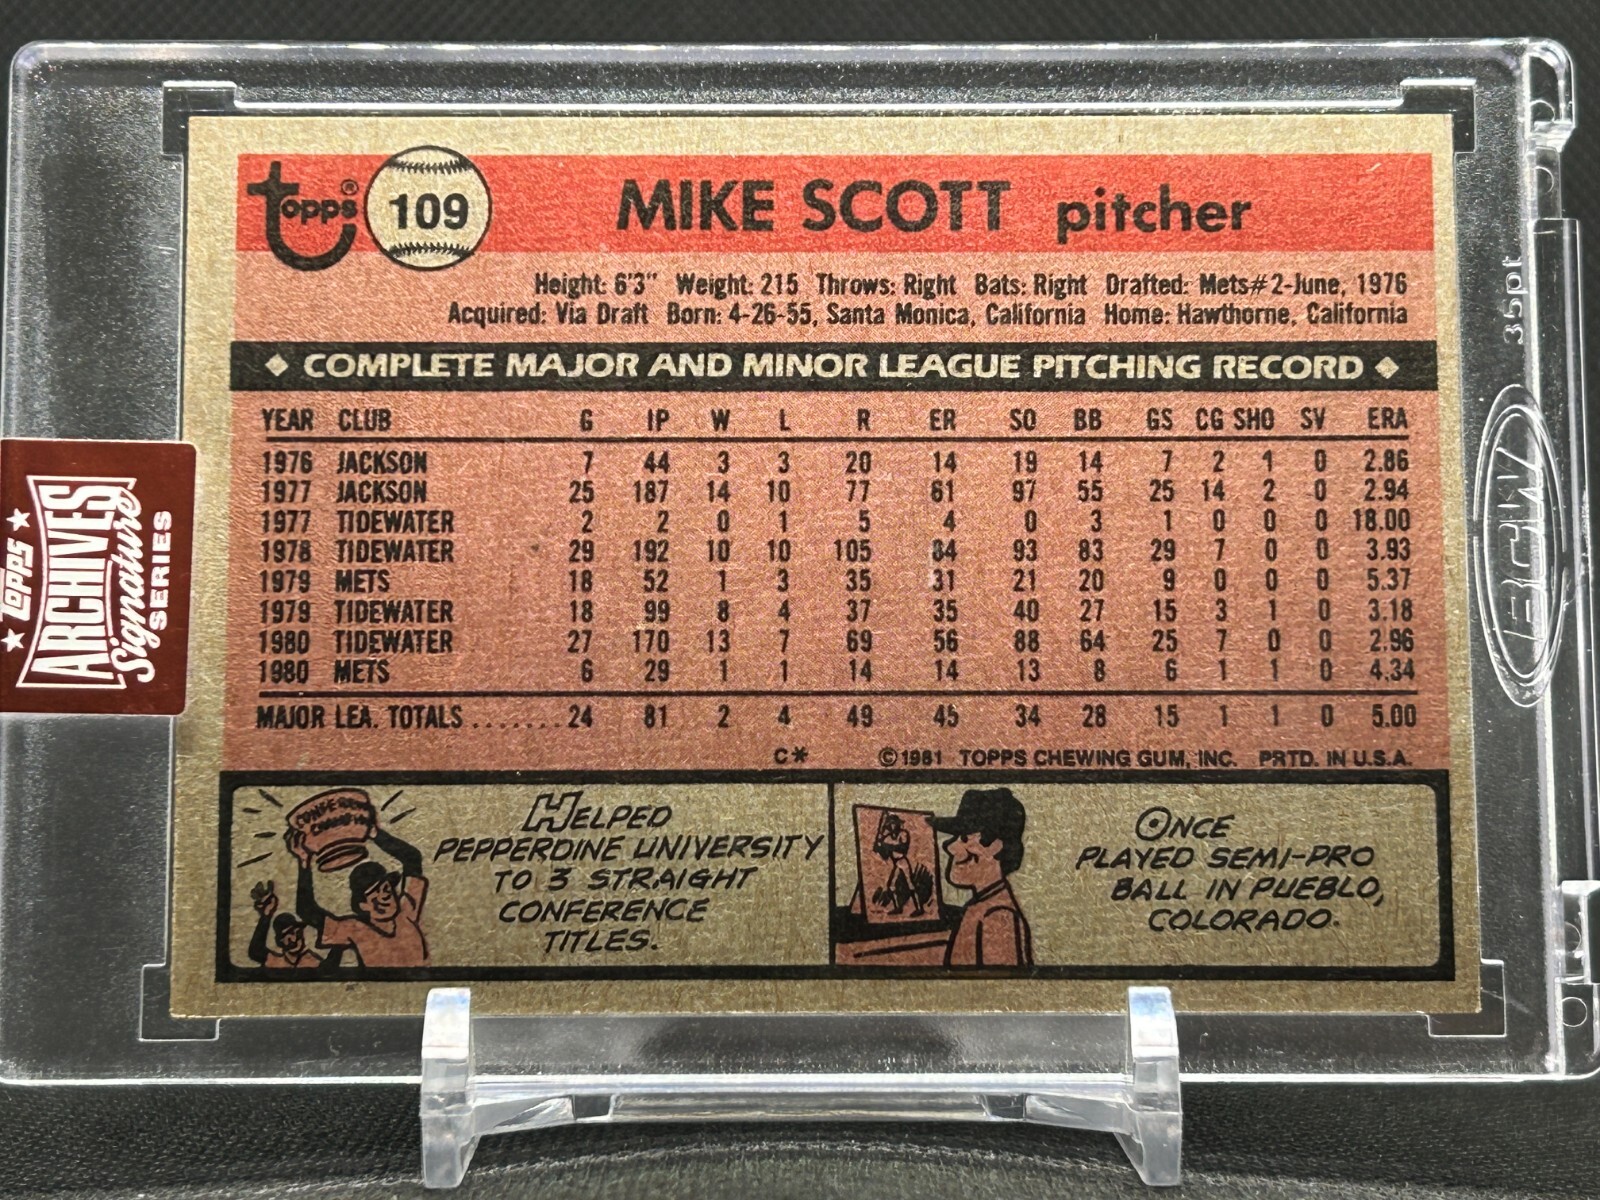 topps®
109
MIKE SCOTT pitcher
Height: 6'3" Weight: 215 Throws: Right Bats: Right Drafted: Mets#2-June, 1976
Acquired: Via Draft Born: 4-26-55, Santa Monica, California Home: Hawthorne, California
◆ COMPLETE MAJOR AND MINOR LEAGUE PITCHING RECORD ◆
YEAR CLUB G IP W L R ER SO BB GS CG SHO SV ERA
1976 JACKSON 7 44 3 3 20 14 19 14 7 2 1 0 2.86
1977 JACKSON 25 187 14 10 77 61 97 55 25 14 2 0 2.94
1977 TIDEWATER 2 2 0 1 5 4 0 3 1 0 0 0 18.00
1978 TIDEWATER 29 192 10 10 105 84 93 83 29 7 0 0 3.93
1979 METS 18 52 1 3 35 31 21 20 9 0 0 0 5.37
1979 TIDEWATER 18 99 8 4 37 35 40 27 15 3 1 0 3.18
1980 TIDEWATER 27 170 13 7 69 56 88 64 25 7 0 0 2.96
1980 METS 6 29 1 1 14 14 13 8 6 1 1 0 4.34
MAJOR LEA. TOTALS ....... 24 81 2 4 49 45 34 28 15 1 1 0 5.00
C* ©1981 TOPPS CHEWING GUM, INC. PRTD. IN U.S.A.
HELPED
PEPPERDINE UNIVERSITY
TO 3 STRAIGHT
CONFERENCE
TITLES.
ONCE
PLAYED SEMI-PRO
BALL IN PUEBLO,
COLORADO.
★ TOPPS ★
ARCHIVES
Signature
SERIES
35pt
BCW